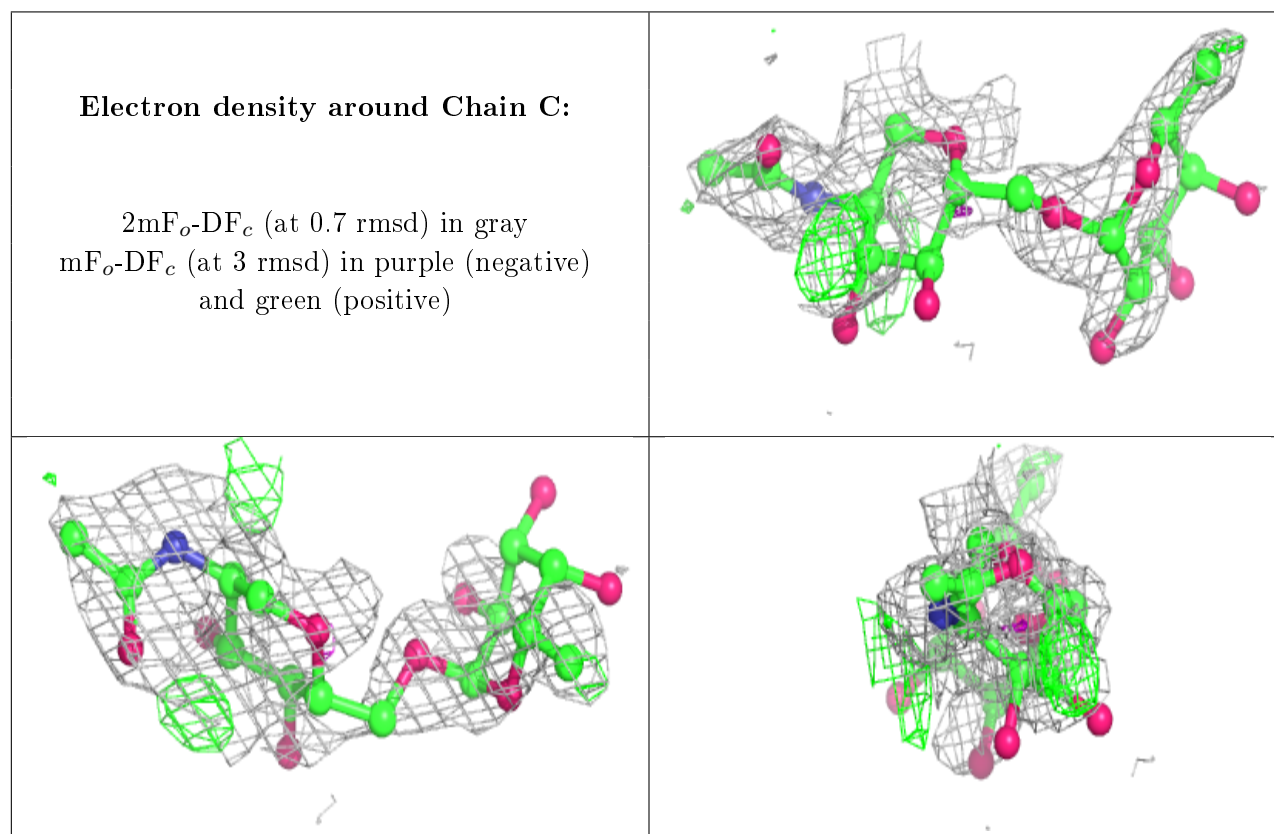 Electron density around Chain C:
2mFo-DFc (at 0.7 rmsd) in gray
mFo-DFc (at 3 rmsd) in purple (negative)
and green (positive)